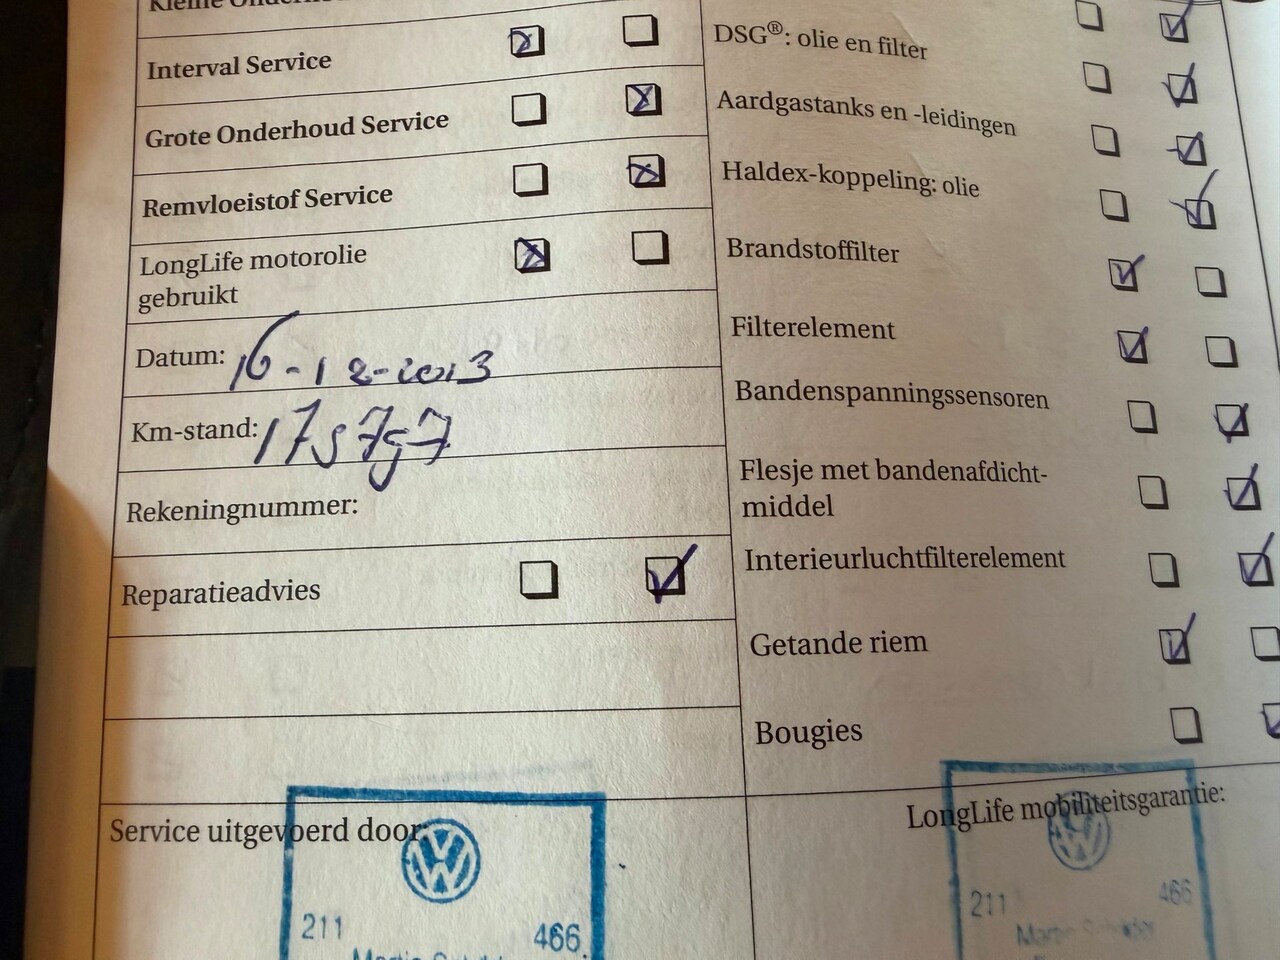 Kleine
Interval Service
Grote Onderhoud Service
Remvloeistof Service
LongLife motorolie
gebruikt
Datum: 16-12-2013
Km-stand:
Rekeningnummer:
Reparatieadvies
Service uitgevoerd door
211
466
DSG®: olie en filter
Aardgastanks en -leidingen
Haldex-koppeling: olie
Brandstoffilter
Filterelement
Bandenspanningssensoren
Flesje met bandenafdicht-
middel
Interieurluchtfilterelement
Getande riem
Bougies
LongLife mobiliteitsgarantie:
211
466